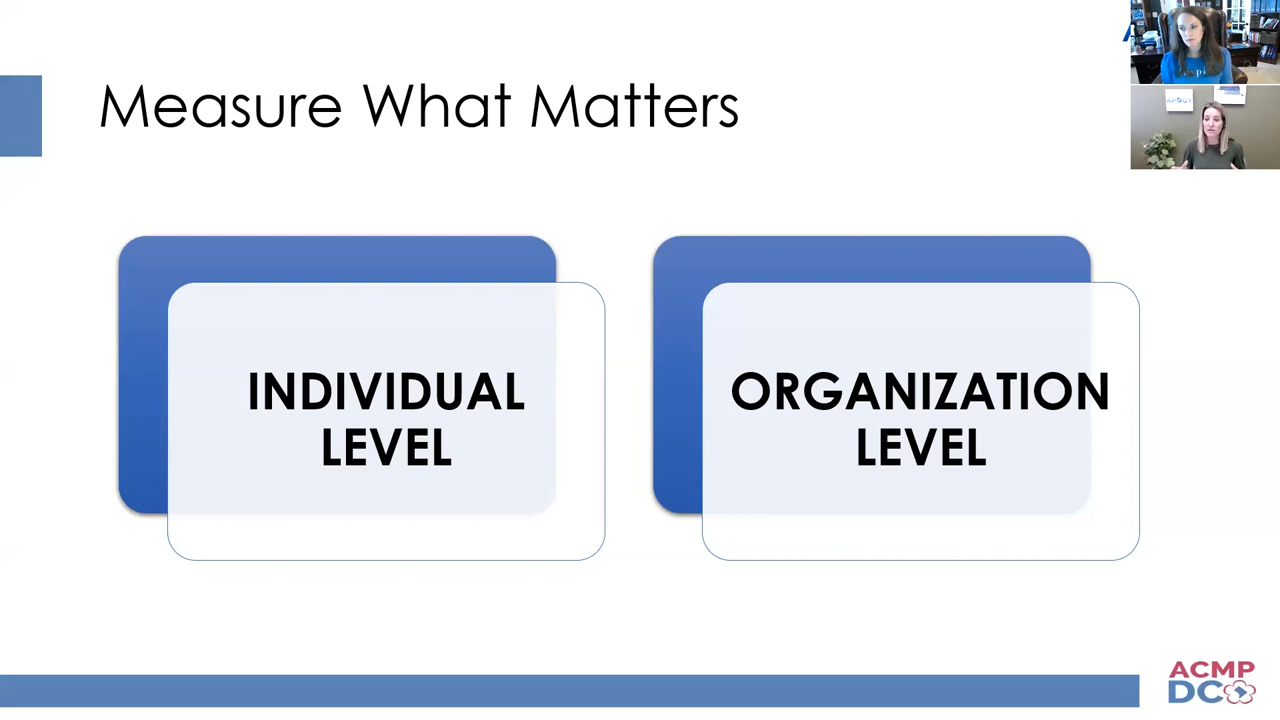 Measure What Matters
INDIVIDUAL
LEVEL
ORGANIZATION
LEVEL
ACMP
DC